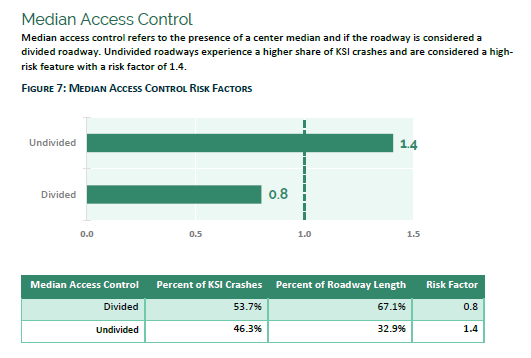 Median Access Control
Median access control refers to the presence of a center median and if the roadway is considered a
divided roadway. Undivided roadways experience a higher share of KSI crashes and are considered a high-
risk feature with a risk factor of 1.4.
FIGURE 7: MEDIAN ACCESS CONTROL RISK FACTORS
Undivided 1.4
Divided 0.8
0.0 0.5 1.0 1.5
Median Access Control Percent of KSI Crashes Percent of Roadway Length Risk Factor
Divided 53.7% 67.1% 0.8
Undivided 46.3% 32.9% 1.4